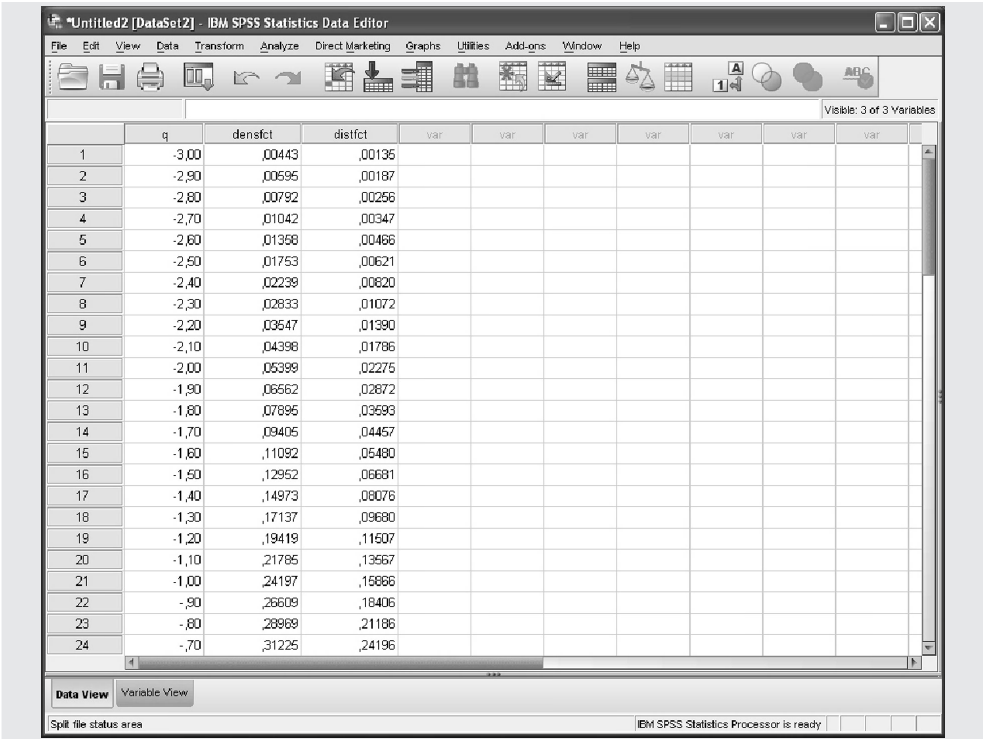 *Untitled2 [DataSet2] - IBM SPSS Statistics Data Editor
File Edit View Data Transform Analyze Direct Marketing Graphs Utilities Add-ons Window Help
1 A
ABC
Visible: 3 of 3 Variables
q densfct distfct var var var var var var var
1 -3,00 ,00443 ,00135
2 -2,90 ,00595 ,00187
3 -2,80 ,00792 ,00256
4 -2,70 ,01042 ,00347
5 -2,60 ,01358 ,00466
6 -2,50 ,01753 ,00621
7 -2,40 ,02239 ,00820
8 -2,30 ,02833 ,01072
9 -2,20 ,03547 ,01390
10 -2,10 ,04398 ,01786
11 -2,00 ,05399 ,02275
12 -1,90 ,06562 ,02872
13 -1,80 ,07895 ,03593
14 -1,70 ,09405 ,04457
15 -1,60 ,11092 ,05480
16 -1,50 ,12952 ,06681
17 -1,40 ,14973 ,08076
18 -1,30 ,17137 ,09680
19 -1,20 ,19419 ,11507
20 -1,10 ,21785 ,13567
21 -1,00 ,24197 ,15866
22 -,90 ,26609 ,18406
23 -,80 ,28969 ,21186
24 -,70 ,31225 ,24196
Data View Variable View
Split file status area IBM SPSS Statistics Processor is ready